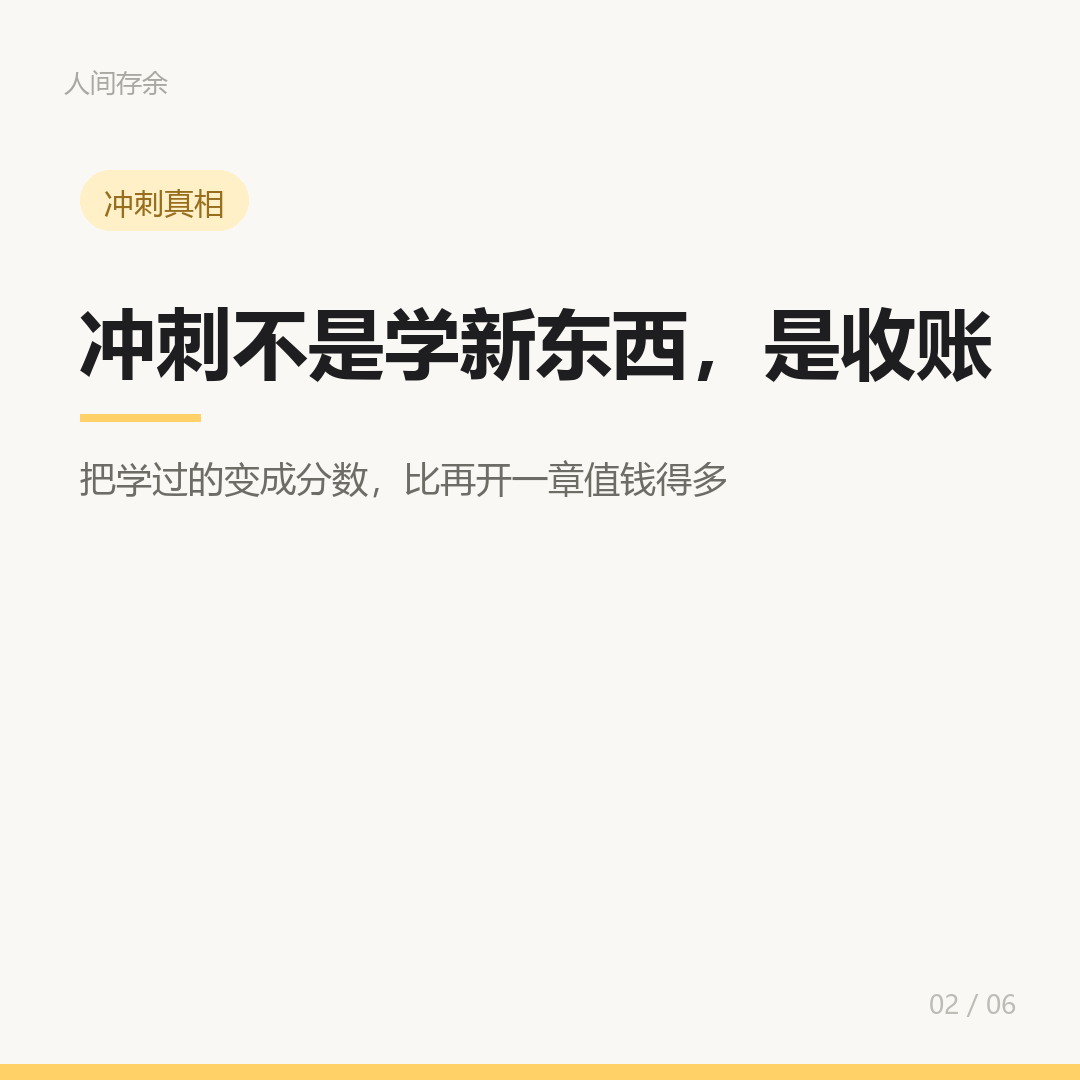 人间存余
冲刺真相
冲刺不是学新东西，是收账
把学过的变成分数，比再开一章值钱得多
02 / 06